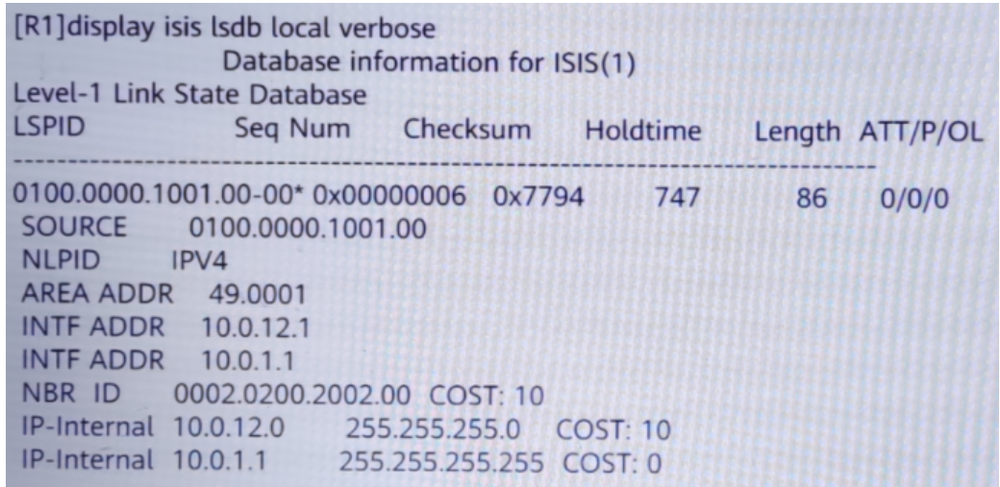 [R1]display isis lsdb local verbose
Database information for ISIS(1)
Level-1 Link State Database
LSPID Seq Num Checksum Holdtime Length ATT/P/OL
--------------------------------------------------------------------------------
0100.0000.1001.00-00* 0x00000006 0x7794 747 86 0/0/0
SOURCE 0100.0000.1001.00
NLPID IPV4
AREA ADDR 49.0001
INTF ADDR 10.0.12.1
INTF ADDR 10.0.1.1
NBR ID 0002.0200.2002.00 COST: 10
IP-Internal 10.0.12.0 255.255.255.0 COST: 10
IP-Internal 10.0.1.1 255.255.255.255 COST: 0